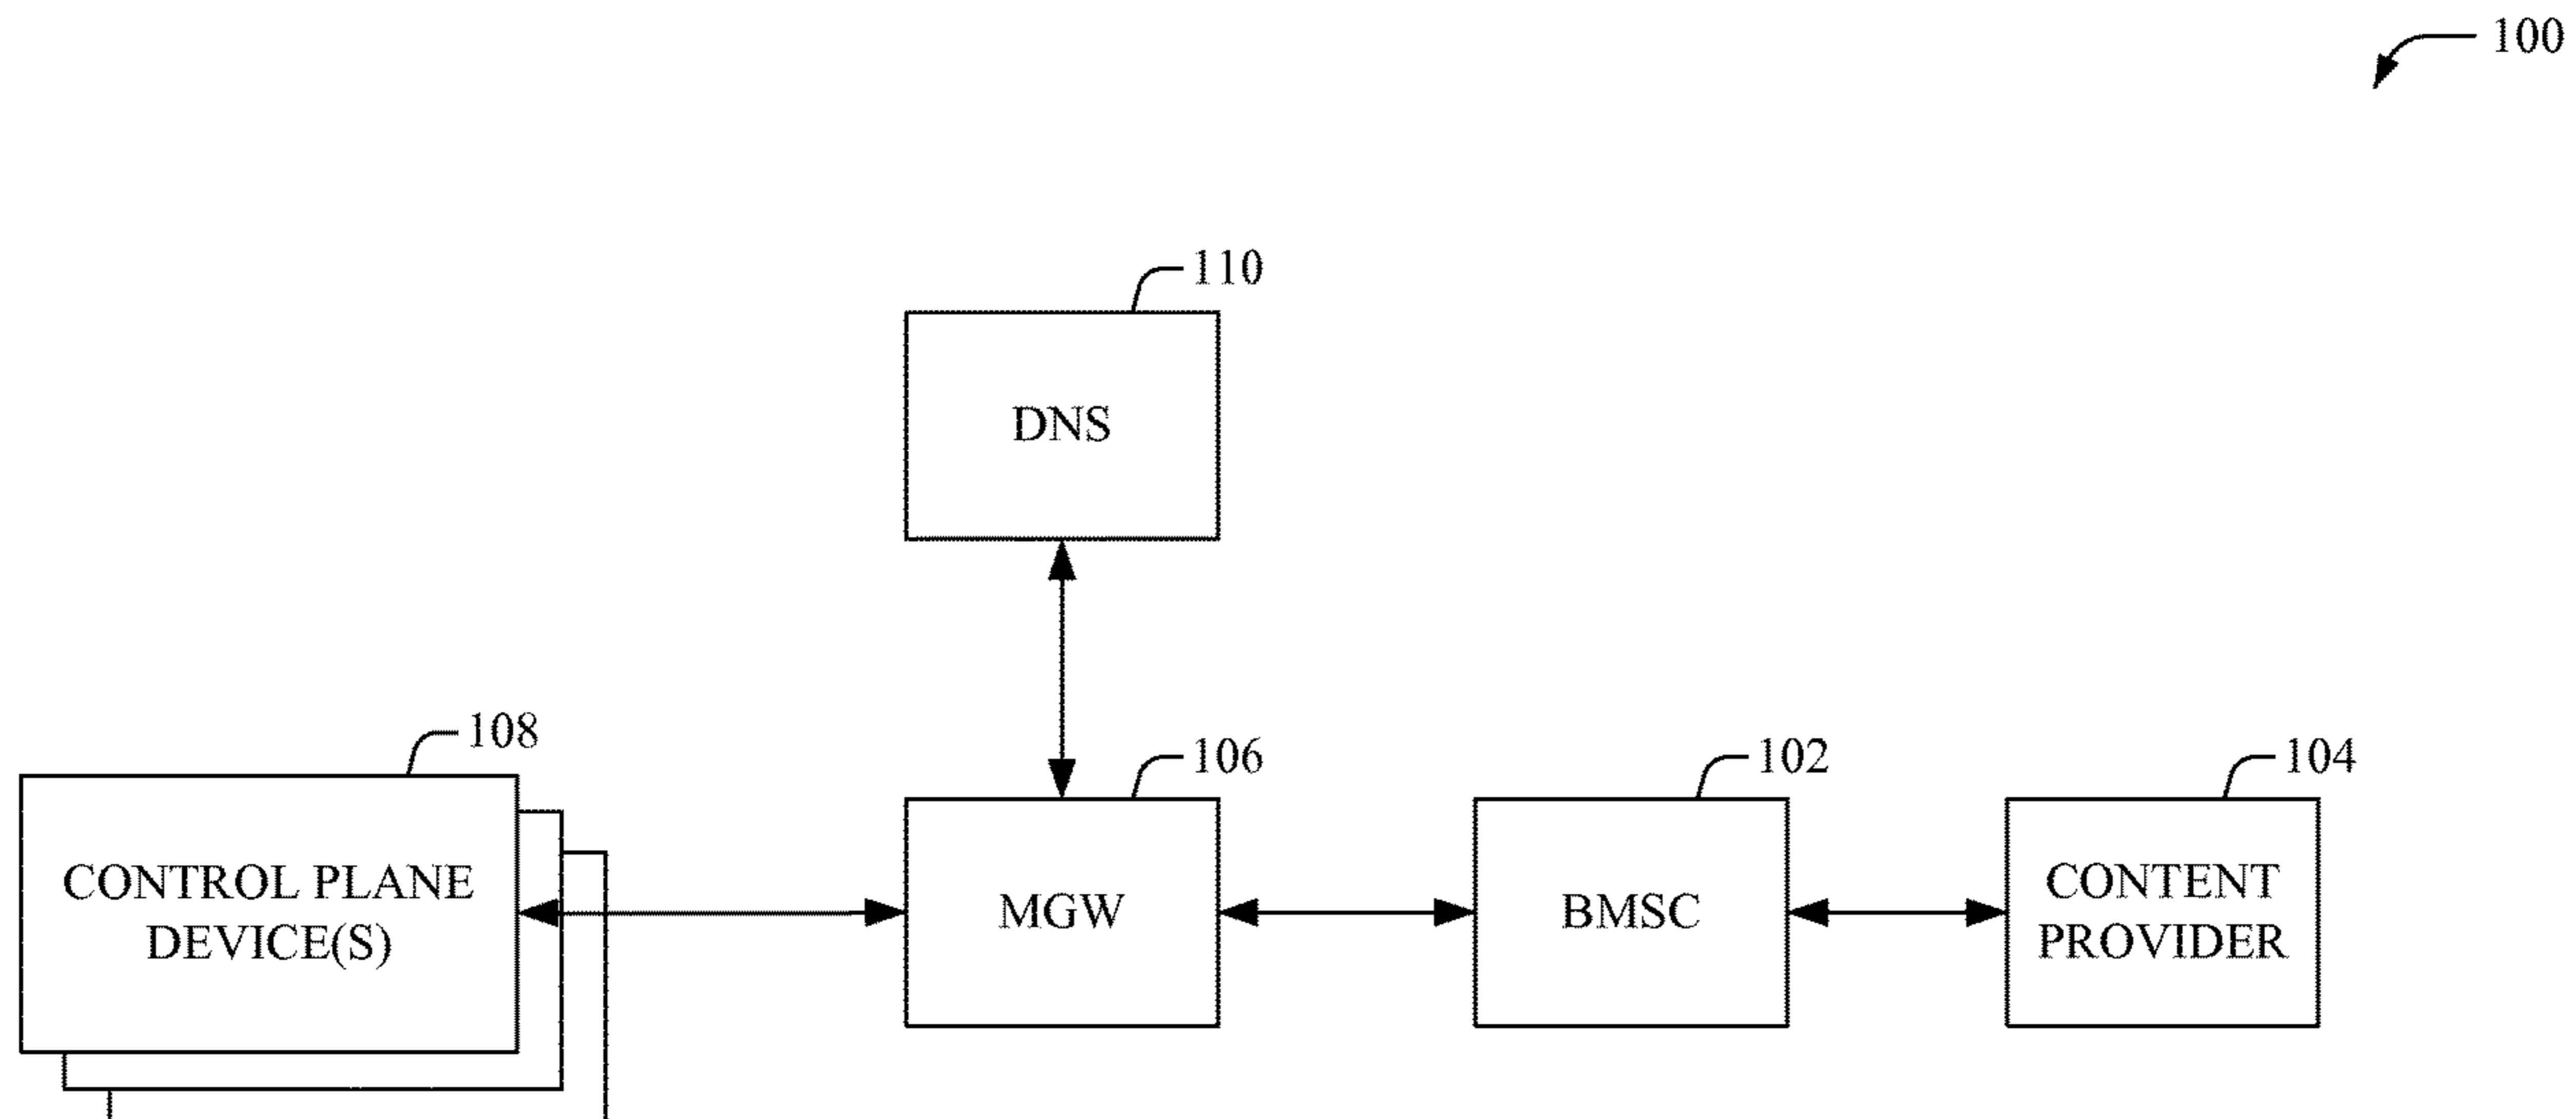 100
110
DNS
108
106
102
104
CONTROL PLANE
DEVICE(S)
MGW
BMSC
CONTENT
PROVIDER